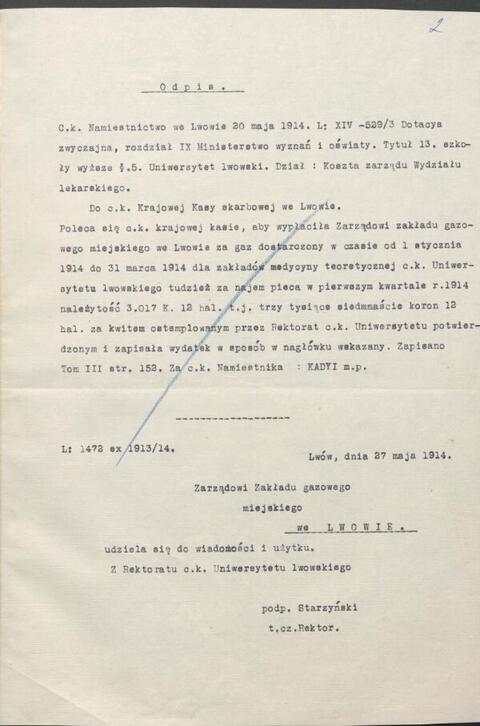 2
Odpis.
C.k. Namiestnictwo we Lwowie 20 maja 1914. L: XIV -529/3 Dotacya
zwyczajna, rozdział IX Ministerstwo wyznań i oświaty. Tytuł 13. szko-
ły wyższe §.5. Uniwersytet lwowski. Dział : Koszta zarządu Wydziału
lekarskiego.
Do c.k. Krajowej Kasy skarbowej we Lwowie.
Poleca się c.k. krajowej kasie, aby wypłaciła Zarządowi zakładu gazo-
wego miejskiego we Lwowie za gaz dostarczony w czasie od 1 stycznia
1914 do 31 marca 1914 dla zakładów medycyny teoretycznej c.k. Uniwer-
sytetu lwowskiego tudzież za najem pieca w pierwszym kwartale r.1914
należytość 3.017 K. 12 hal. t.j. trzy tysiące siedmnaście koron 12
hal. za kwitem ostemplowanym przez Rektorat c.k. Uniwersytetu potwier-
dzonym i zapisała wydatek w sposób w nagłówku wskazany. Zapisano
Tom III str. 152. Za c.k. Namiestnika : KADYI m.p.
-------------------
L: 1472 ex 1913/14.
Lwów, dnia 27 maja 1914.
Zarządowi Zakładu gazowego
miejskiego
we LWOWIE.
udziela się do wiadomości i użytku.
Z Rektoratu c.k. Uniwersytetu lwowskiego
podp. Starzyński
t.cz.Rektor.